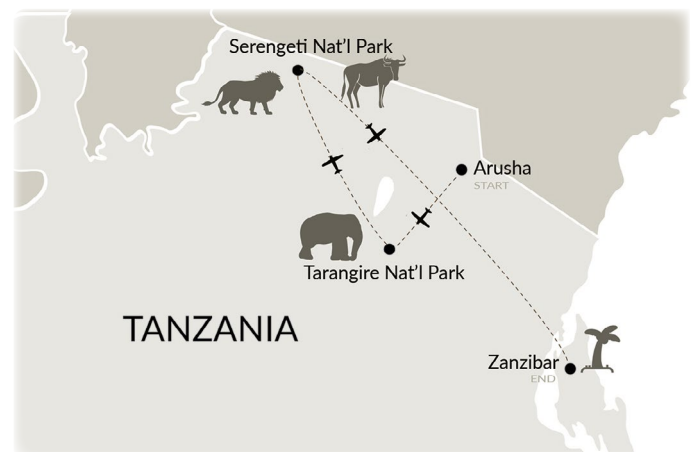 Serengeti Nat'l Park
Arusha
START
Tarangire Nat'l Park
TANZANIA
Zanzibar
END